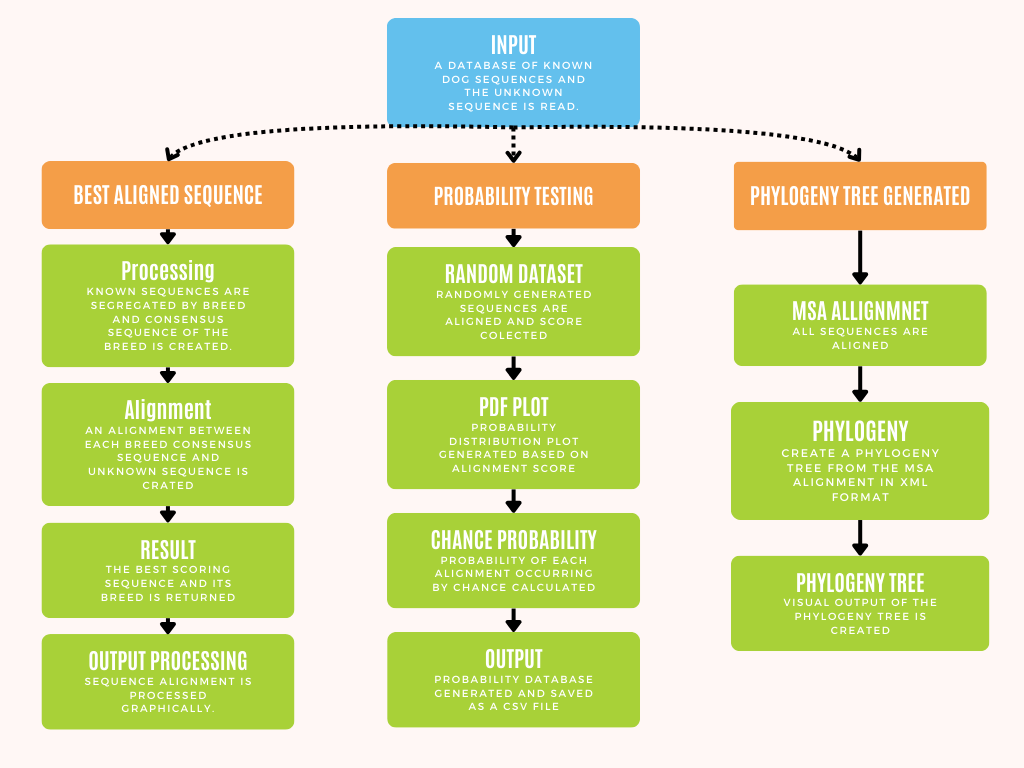 INPUT
A DATABASE OF KNOWN
DOG SEQUENCES AND
THE UNKNOWN
SEQUENCE IS READ.
BEST ALIGNED SEQUENCE
Processing
KNOWN SEQUENCES ARE
SEGREGATED BY BREED
AND CONSENSUS
SEQUENCE OF THE
BREED IS CREATED.
Alignment
AN ALIGNMENT BETWEEN
EACH BREED CONSENSUS
SEQUENCE AND
UNKNOWN SEQUENCE IS
CRATED
RESULT
THE BEST SCORING
SEQUENCE AND ITS
BREED IS RETURNED
OUTPUT PROCESSING
SEQUENCE ALIGNMENT IS
PROCESSED
GRAPHICALLY.
PROBABILITY TESTING
RANDOM DATASET
RANDOMLY GENERATED
SEQUENCES ARE
ALIGNED AND SCORE
COLECTED
PDF PLOT
PROBABILITY
DISTRIBUTION PLOT
GENERATED BASED ON
ALIGNMENT SCORE
CHANCE PROBABILITY
PROBABILITY OF EACH
ALIGNMENT OCCURRING
BY CHANCE CALCULATED
OUTPUT
PROBABILITY DATABASE
GENERATED AND SAVED
AS A CSV FILE
PHYLOGENY TREE GENERATED
MSA ALLIGNMNET
ALL SEQUENCES ARE
ALIGNED
PHYLOGENY
CREATE A PHYLOGENY
TREE FROM THE MSA
ALIGNMENT IN XML
FORMAT
PHYLOGENY TREE
VISUAL OUTPUT OF THE
PHYLOGENY TREE IS
CREATED